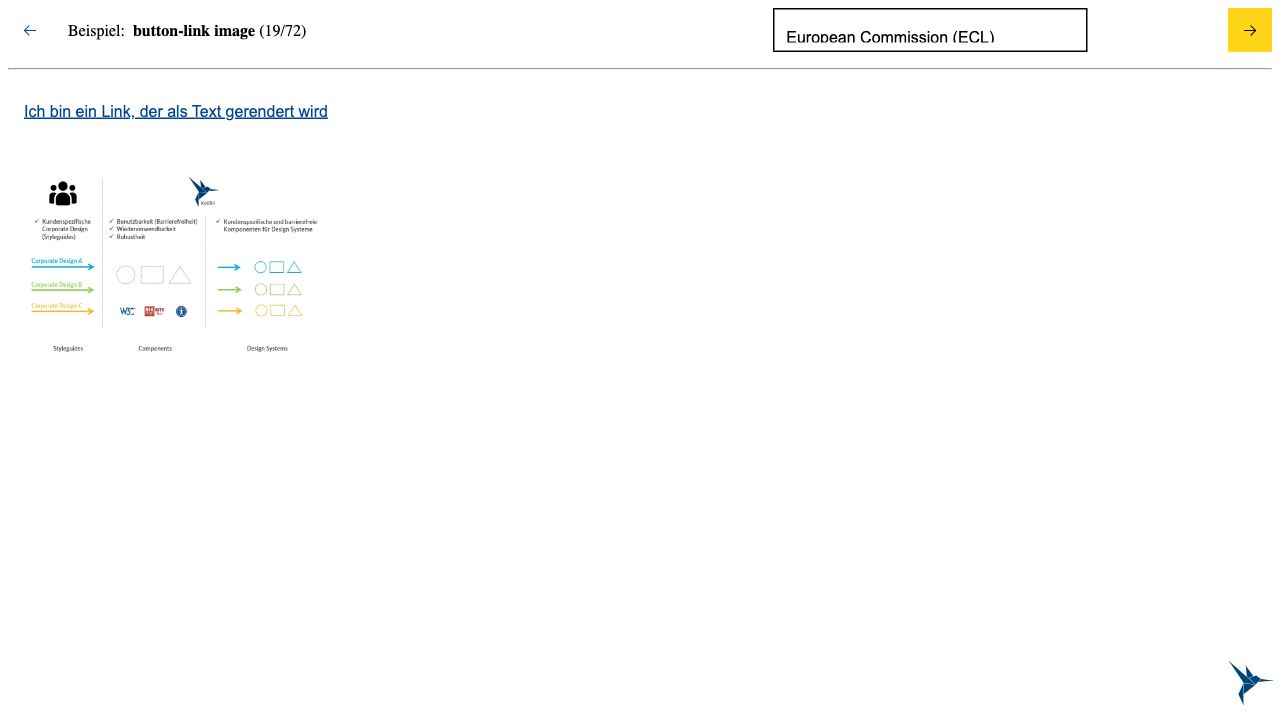 Beispiel: button-link image (19/72)
European Commission (ECL)
Ich bin ein Link, der als Text gerendert wird
KoliBri
✓ Kundenspezifische
Corporate Design
(Styleguides)
✓ Benutzbarkeit (Barrierefreiheit)
✓ Wiederverwendbarkeit
✓ Robustheit
✓ Kundenspezifische und barrierefreie
Komponenten für Design Systeme
Corporate Design A
Corporate Design B
Corporate Design C
W3C
BITV
Styleguides
Components
Design Systems